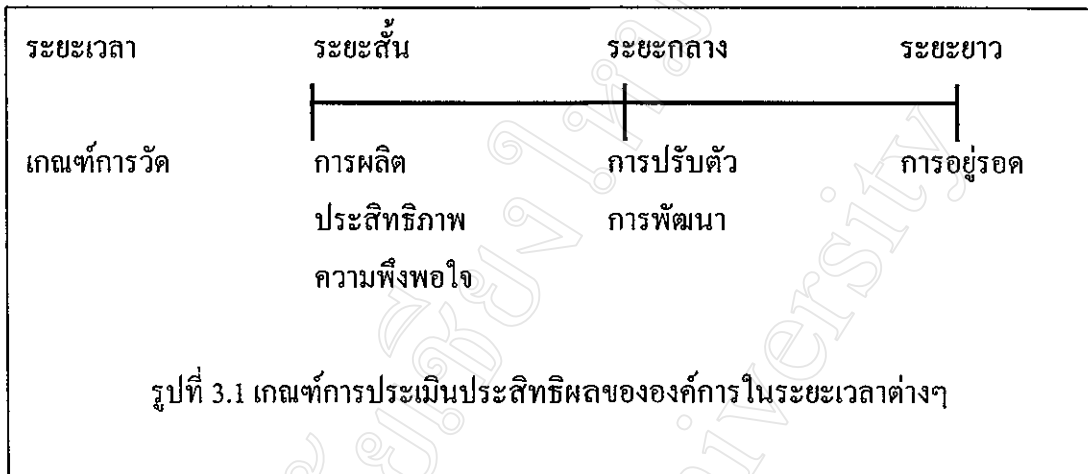 ระยะเวลา ระยะสั้น ระยะกลาง ระยะยาว
เกณฑ์การวัด การผลิต การปรับตัว การอยู่รอด
ประสิทธิภาพ การพัฒนา
ความพึงพอใจ
รูปที่ 3.1 เกณฑ์การประเมินประสิทธิผลขององค์การในระยะเวลาต่างๆ